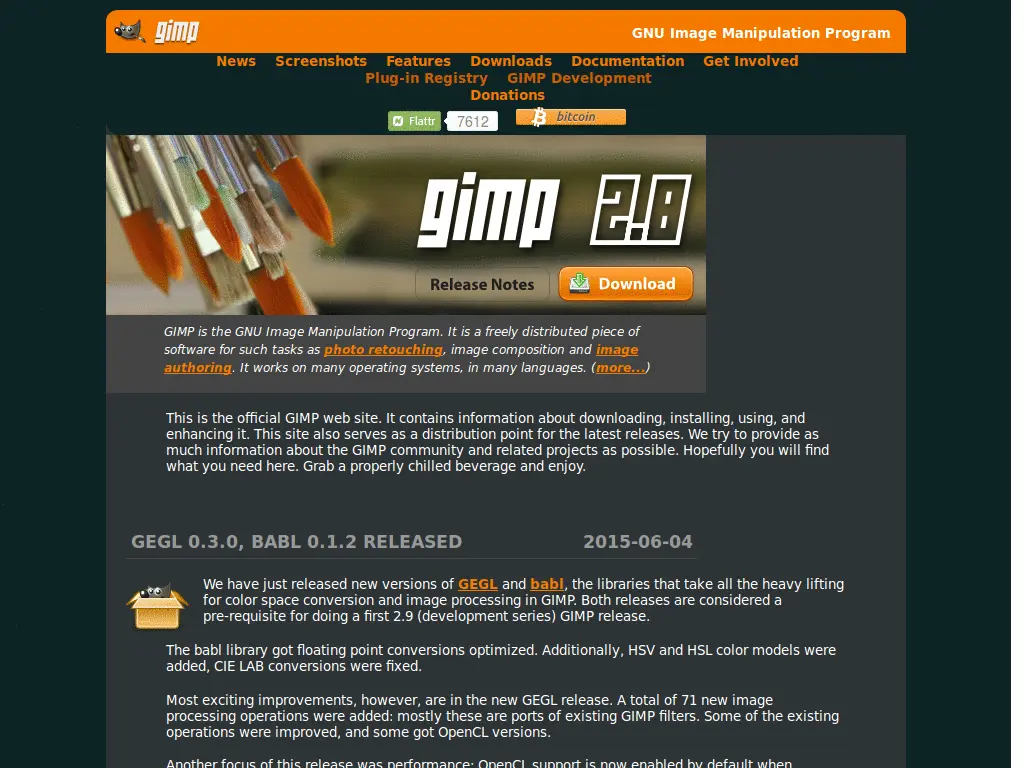 gimp
GNU Image Manipulation Program
News Screenshots Features Downloads Documentation Get Involved
Plug-in Registry GIMP Development
Donations
Flattr 7612 bitcoin
gimp 2.8
Release Notes Download
GIMP is the GNU Image Manipulation Program. It is a freely distributed piece of
software for such tasks as photo retouching, image composition and image
authoring. It works on many operating systems, in many languages. (more...)
This is the official GIMP web site. It contains information about downloading, installing, using, and
enhancing it. This site also serves as a distribution point for the latest releases. We try to provide as
much information about the GIMP community and related projects as possible. Hopefully you will find
what you need here. Grab a properly chilled beverage and enjoy.
GEGL 0.3.0, BABL 0.1.2 RELEASED 2015-06-04
We have just released new versions of GEGL and babl, the libraries that take all the heavy lifting
for color space conversion and image processing in GIMP. Both releases are considered a
pre-requisite for doing a first 2.9 (development series) GIMP release.
The babl library got floating point conversions optimized. Additionally, HSV and HSL color models were
added, CIE LAB conversions were fixed.
Most exciting improvements, however, are in the new GEGL release. A total of 71 new image
processing operations were added: mostly these are ports of existing GIMP filters. Some of the existing
operations were improved, and some got OpenCL versions.
Another focus of this release was performance: OpenCL support is now enabled by default when